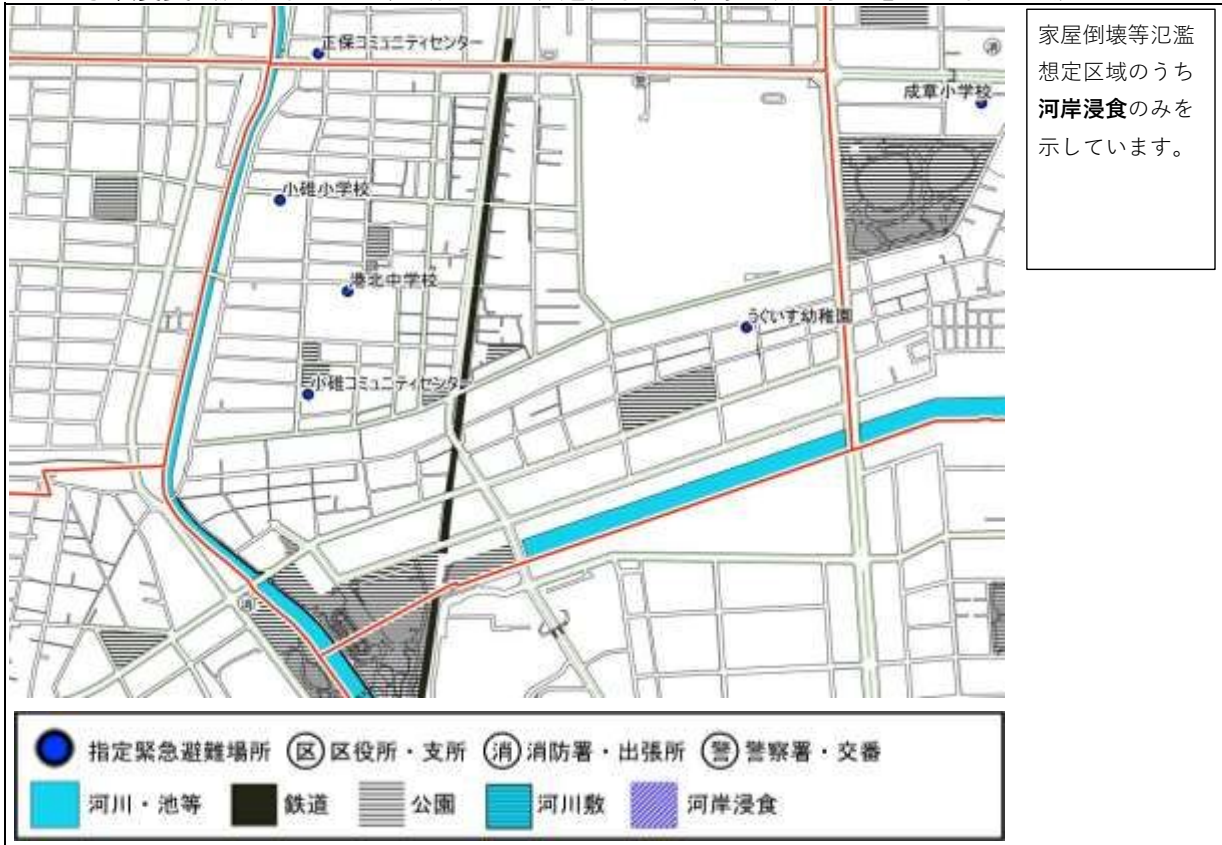 正保コミュニティセンター
消
警
成章小学校
小碓小学校
港北中学校
うぐいす幼稚園
小碓コミュニティセンター
消
家屋倒壊等氾濫
想定区域のうち
河岸浸食のみを
示しています。
指定緊急避難場所 区 区役所・支所 消 消防署・出張所 警 警察署・交番
河川・池等 鉄道 公園 河川敷 河岸浸食